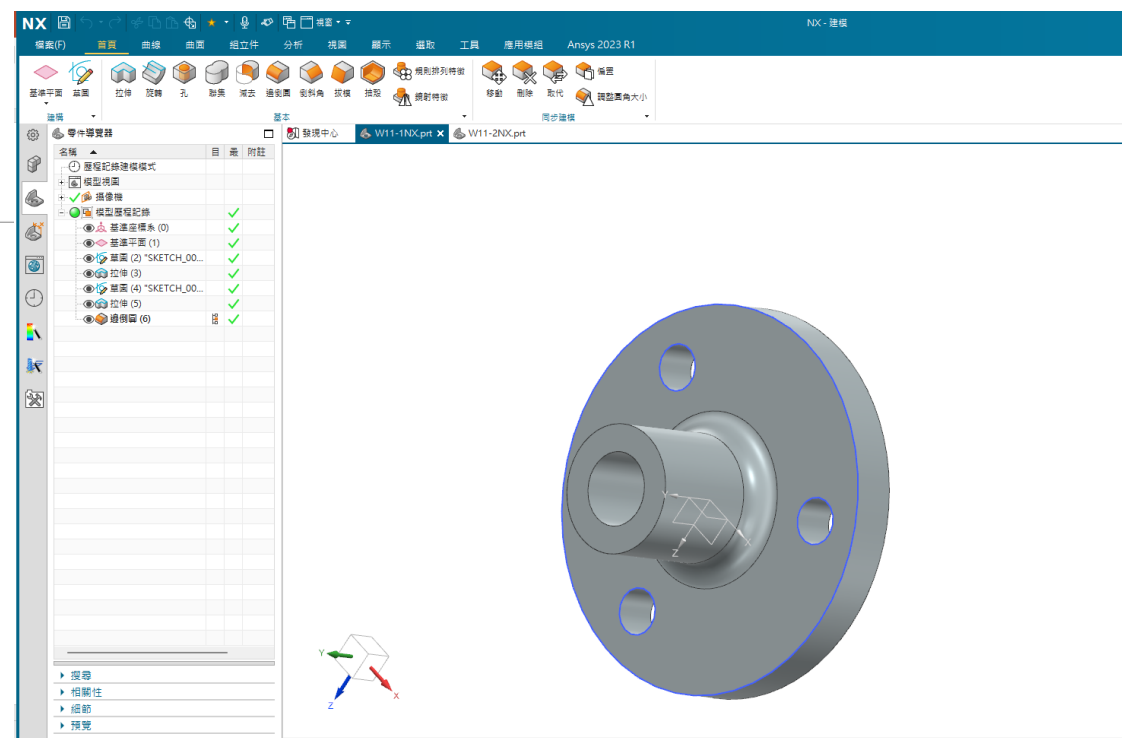 NX
視窗
NX - 建模
檔案(F) 首頁 曲線 曲面 組立件 分析 視圖 顯示 選取 工具 應用模組 Ansys 2023 R1
基準平面 草圖 拉伸 旋轉 孔 聯集 減去 邊倒圓 倒斜角 拔模 抽殼 規則排列特徵 鏡射特徵 移動 刪除 取代 偏置 調整圓角大小
建構 基本 同步建模
零件導覽器
發現中心 W11-1NX.prt W11-2NX.prt
名稱 目 最 附註
歷程記錄建模模式
模型視圖
攝像機
模型歷程記錄
基準座標系 (0)
基準平面 (1)
草圖 (2) "SKETCH_00...
拉伸 (3)
草圖 (4) "SKETCH_00...
拉伸 (5)
邊倒圓 (6)
Y
X
Z
Y
X
Z
搜尋
相關性
細節
預覽